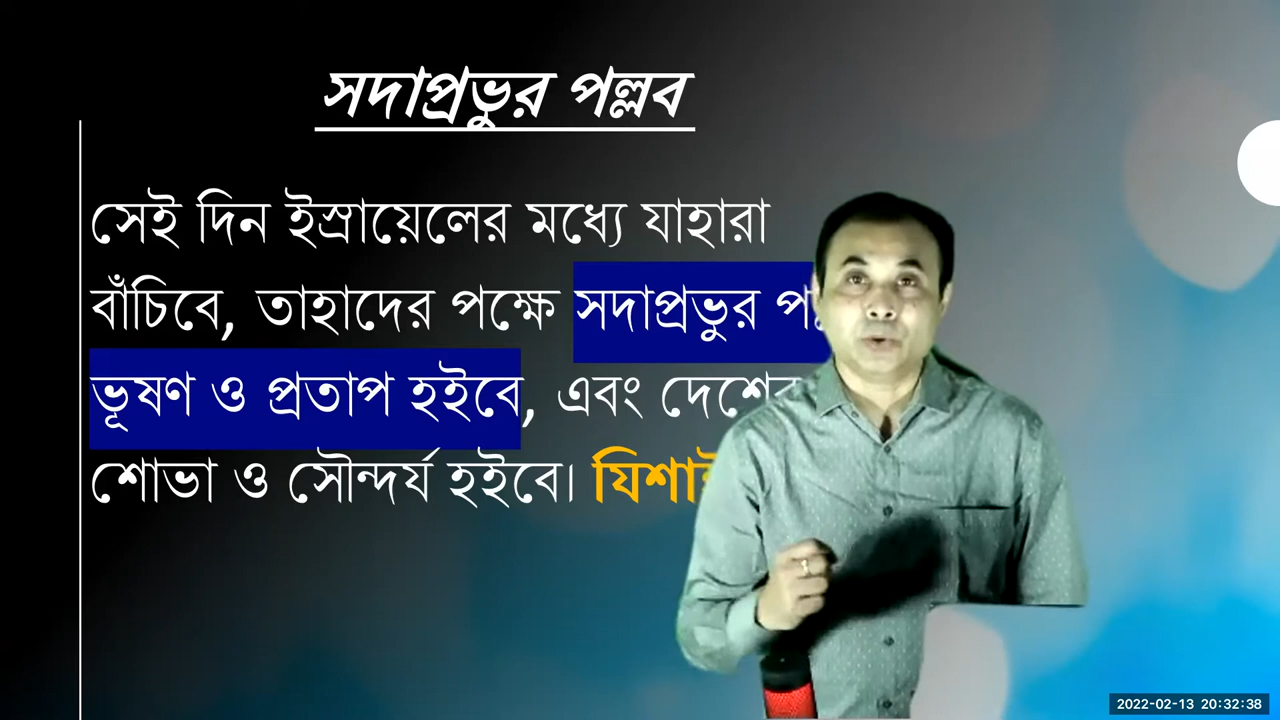 সদাপ্রভুর পল্লব
সেই দিন ইস্রায়েলের মধ্যে যাহারা
বাঁচিবে, তাহাদের পক্ষে সদাপ্রভুর
ভূষণ ও প্রতাপ হইবে, এবং দেশের
শোভা ও সৌন্দর্য হইবে।
2022-02-13 20:32:38